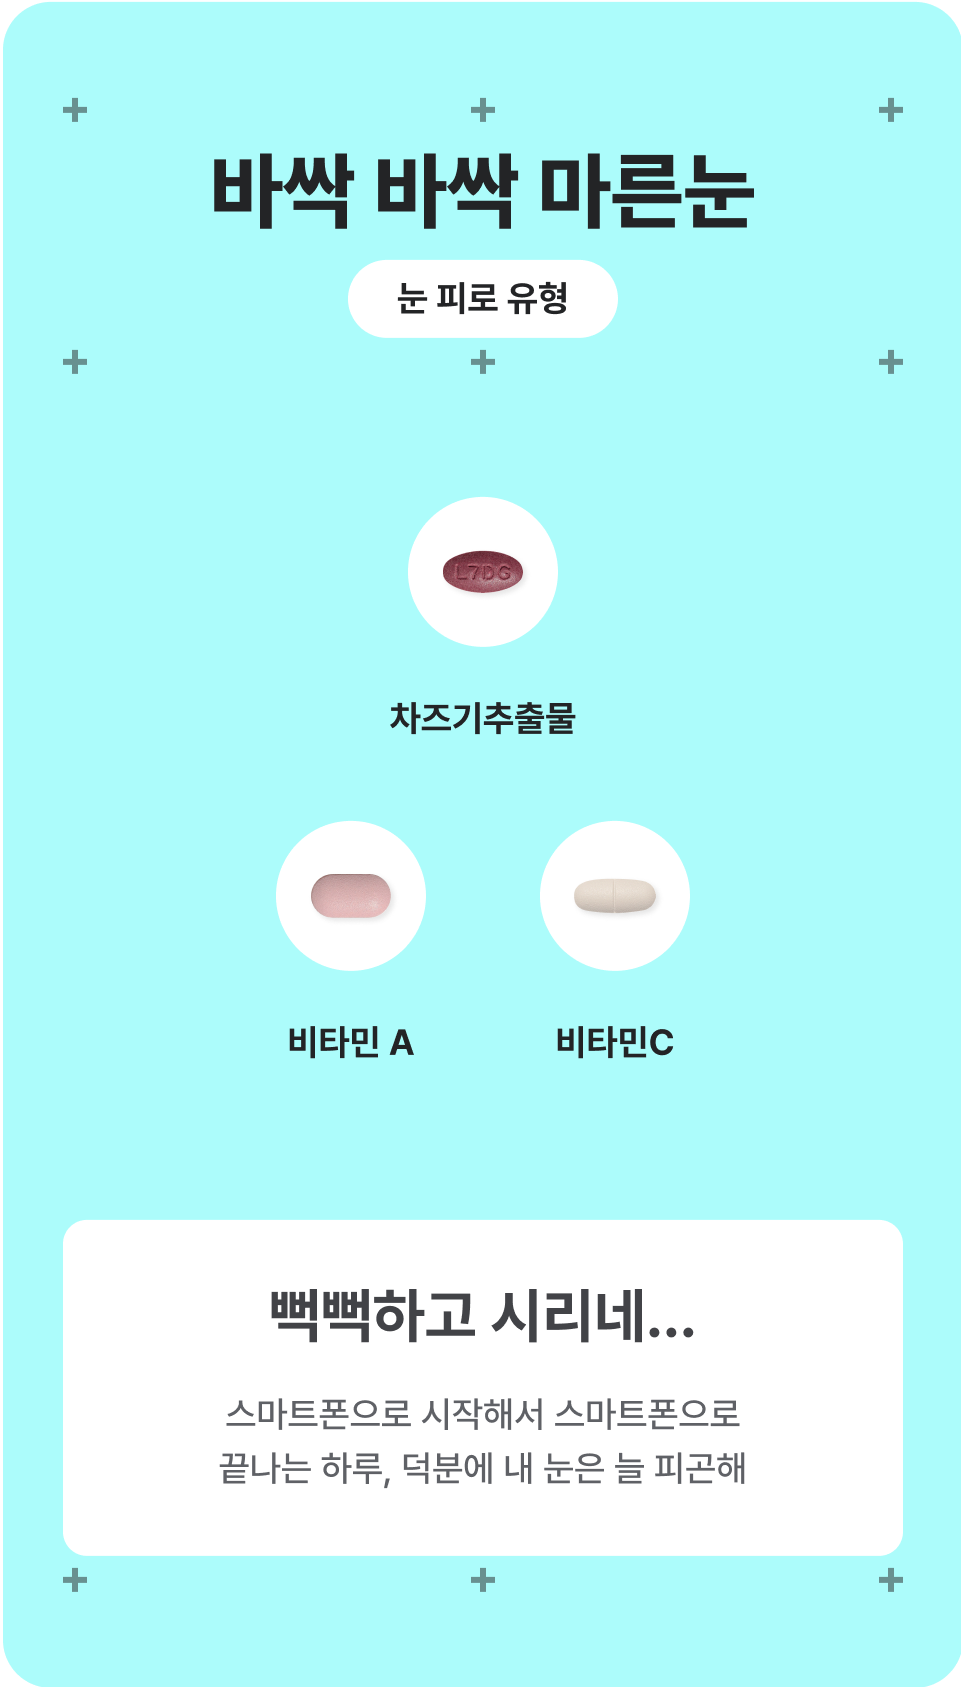 바싹 바싹 마른눈
눈 피로 유형
L7DG
차즈기추출물
비타민 A
비타민C
뻑뻑하고 시리네...
스마트폰으로 시작해서 스마트폰으로
끝나는 하루, 덕분에 내 눈은 늘 피곤해